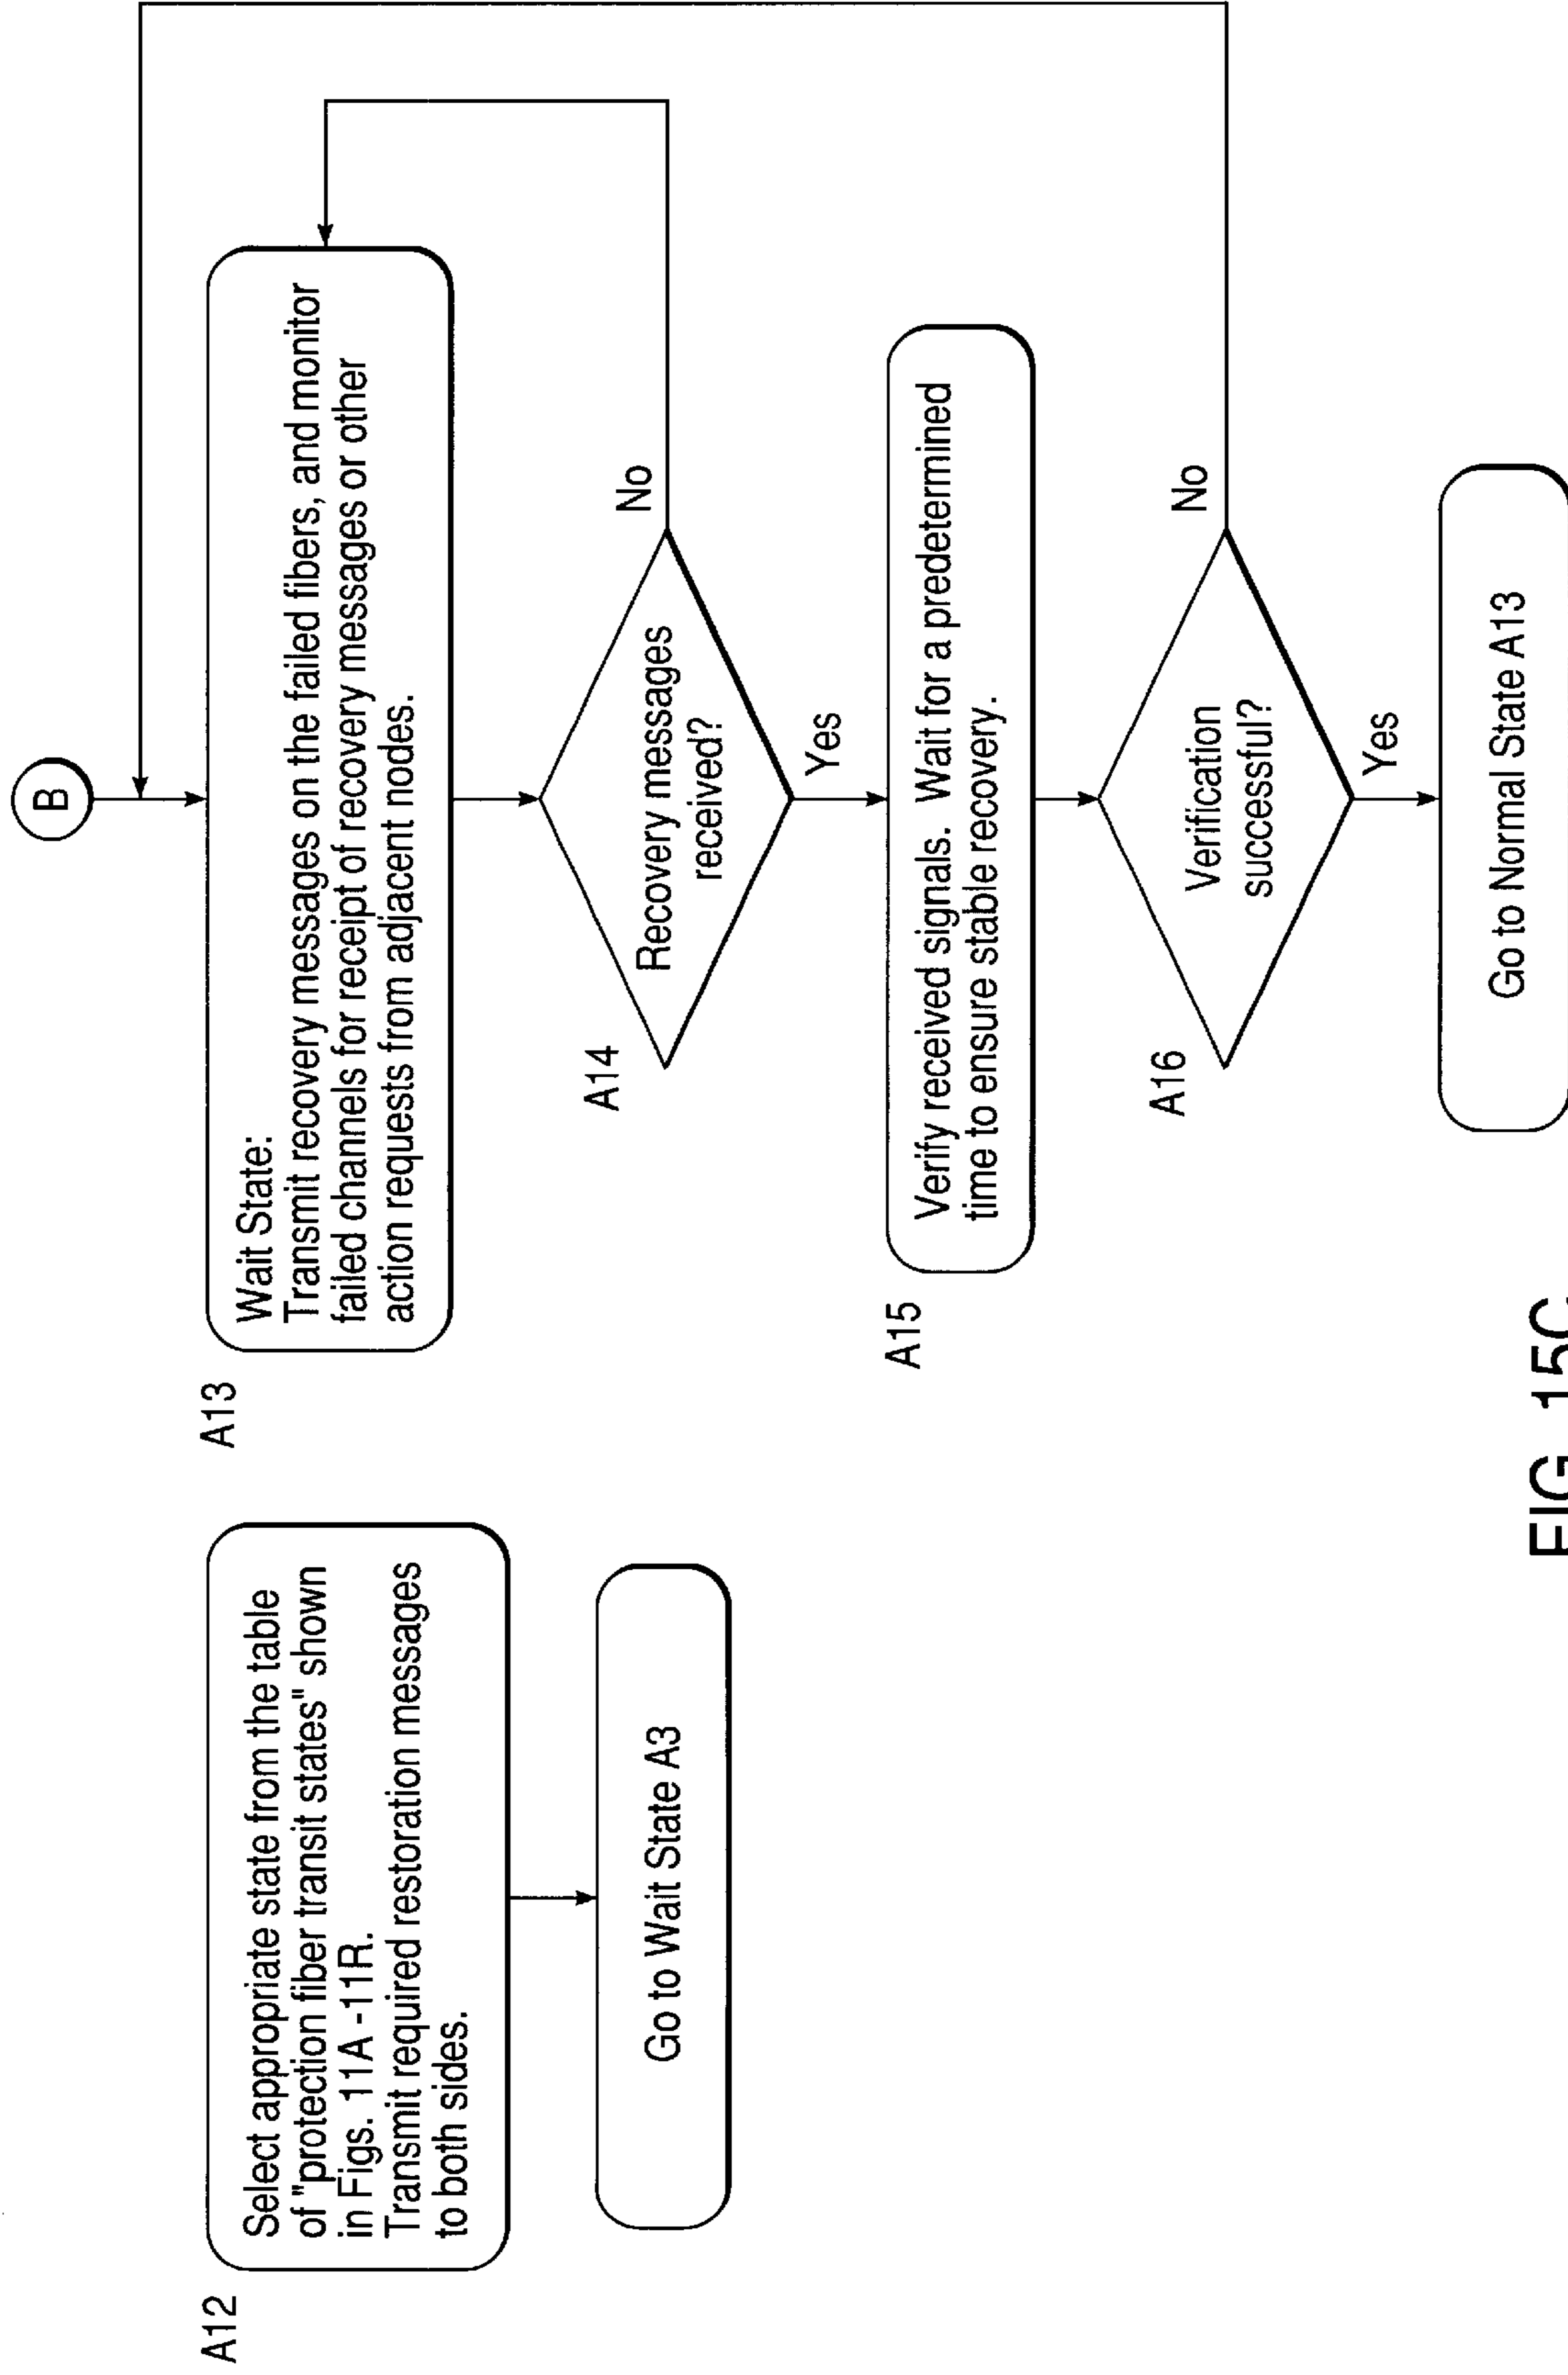 A12
Select appropriate state from the table
of "protection fiber transit states" shown
in Figs. 11A -11R.
Transmit required restoration messages
to both sides.
Go to Wait State A3
B
A13
Wait State:
Transmit recovery messages on the failed fibers, and monitor
failed channels for receipt of recovery messages or other
action requests from adjacent nodes.
A14
Recovery messages
received?
No
Yes
A15
Verify received signals. Wait for a predetermined
time to ensure stable recovery.
A16
Verification
successful?
No
Yes
Go to Normal State A13
FIG. 15C